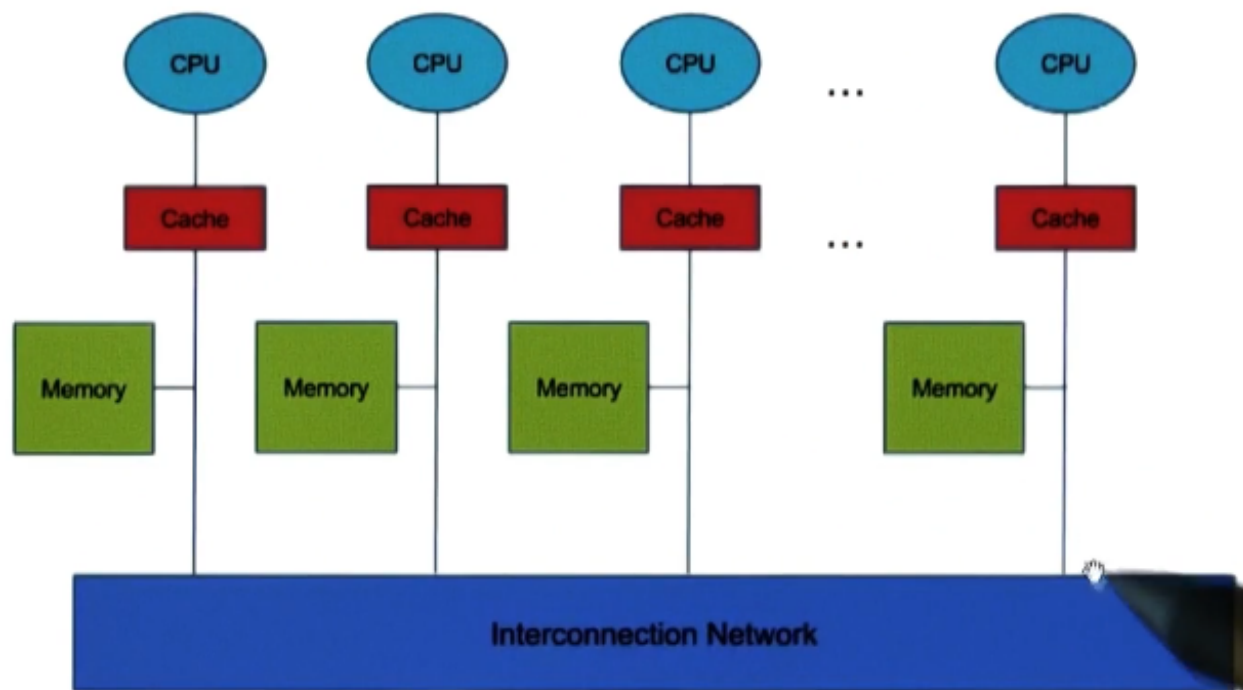 CPU CPU CPU ... CPU
Cache Cache Cache ... Cache
Memory Memory Memory Memory
Interconnection Network